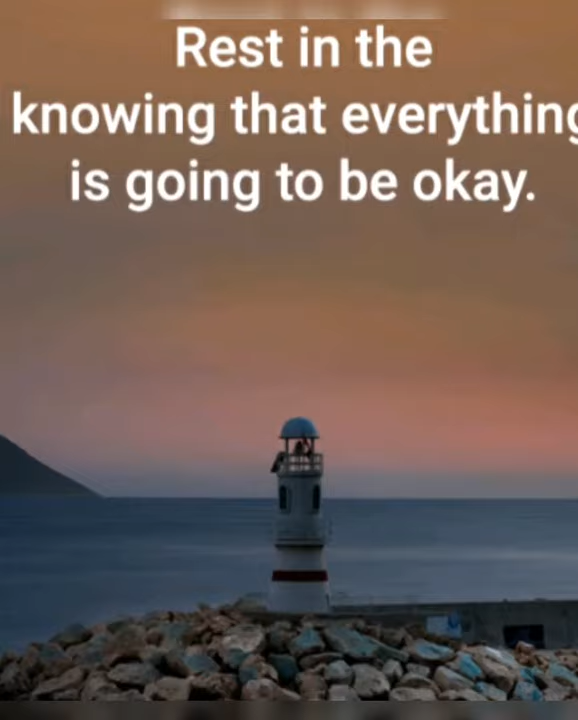 Rest in the
knowing that everything
is going to be okay.